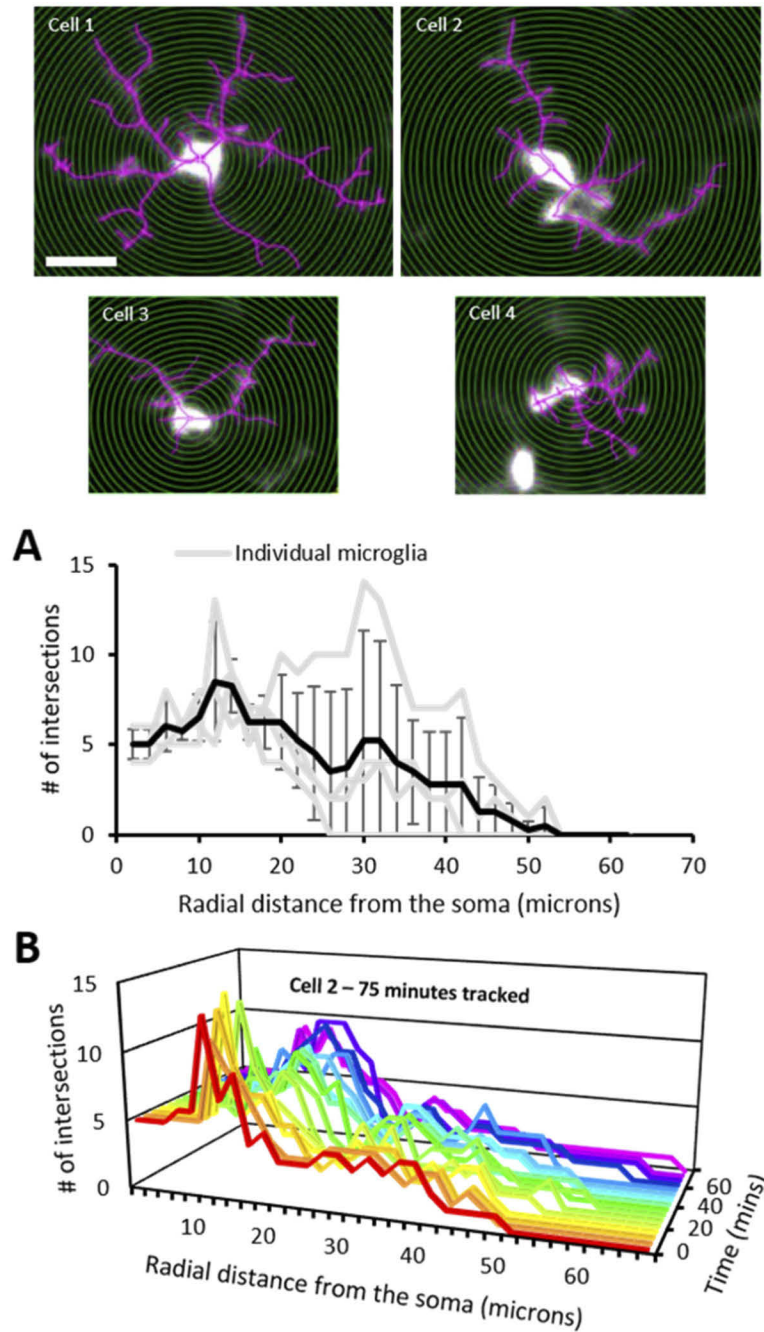 Cell 1
Cell 2
Cell 3
Cell 4
A
Individual microglia
# of intersections
15
10
5
0
0 10 20 30 40 50 60 70
Radial distance from the soma (microns)
B
Cell 2 – 75 minutes tracked
# of intersections
15
10
5
0
10 20 30 40 50 60
Radial distance from the soma (microns)
60
40
20
0
Time (mins)